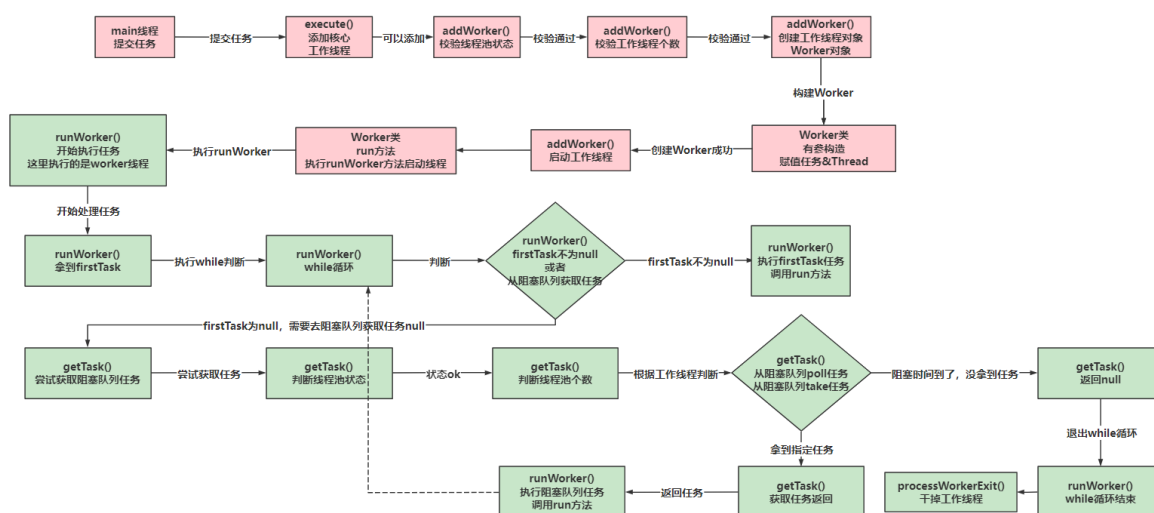 main线程
提交任务
提交任务
execute()
添加核心
工作线程
可以添加
addWorker()
校验线程池状态
校验通过
addWorker()
校验工作线程个数
校验通过
addWorker()
创建工作线程对象
Worker对象
构建Worker
Worker类
有参构造
赋值任务&Thread
创建Worker成功
addWorker()
启动工作线程
Worker类
run方法
执行runWorker方法启动线程
执行runWorker
runWorker()
开始执行任务
这里执行的是worker线程
开始处理任务
runWorker()
拿到firstTask
执行while判断
runWorker()
while循环
判断
runWorker()
firstTask不为null
或者
从阻塞队列获取任务
firstTask不为null
runWorker()
执行firstTask任务
调用run方法
firstTask为null，需要去阻塞队列获取任务null
getTask()
尝试获取阻塞队列任务
尝试获取任务
getTask()
判断线程池状态
状态ok
getTask()
判断线程池个数
根据工作线程判断
getTask()
从阻塞队列poll任务
从阻塞队列take任务
阻塞时间到了，没拿到任务
getTask()
返回null
退出while循环
拿到指定任务
getTask()
获取任务返回
返回任务
runWorker()
执行阻塞队列任务
调用run方法
runWorker()
while循环结束
processWorkerExit()
干掉工作线程